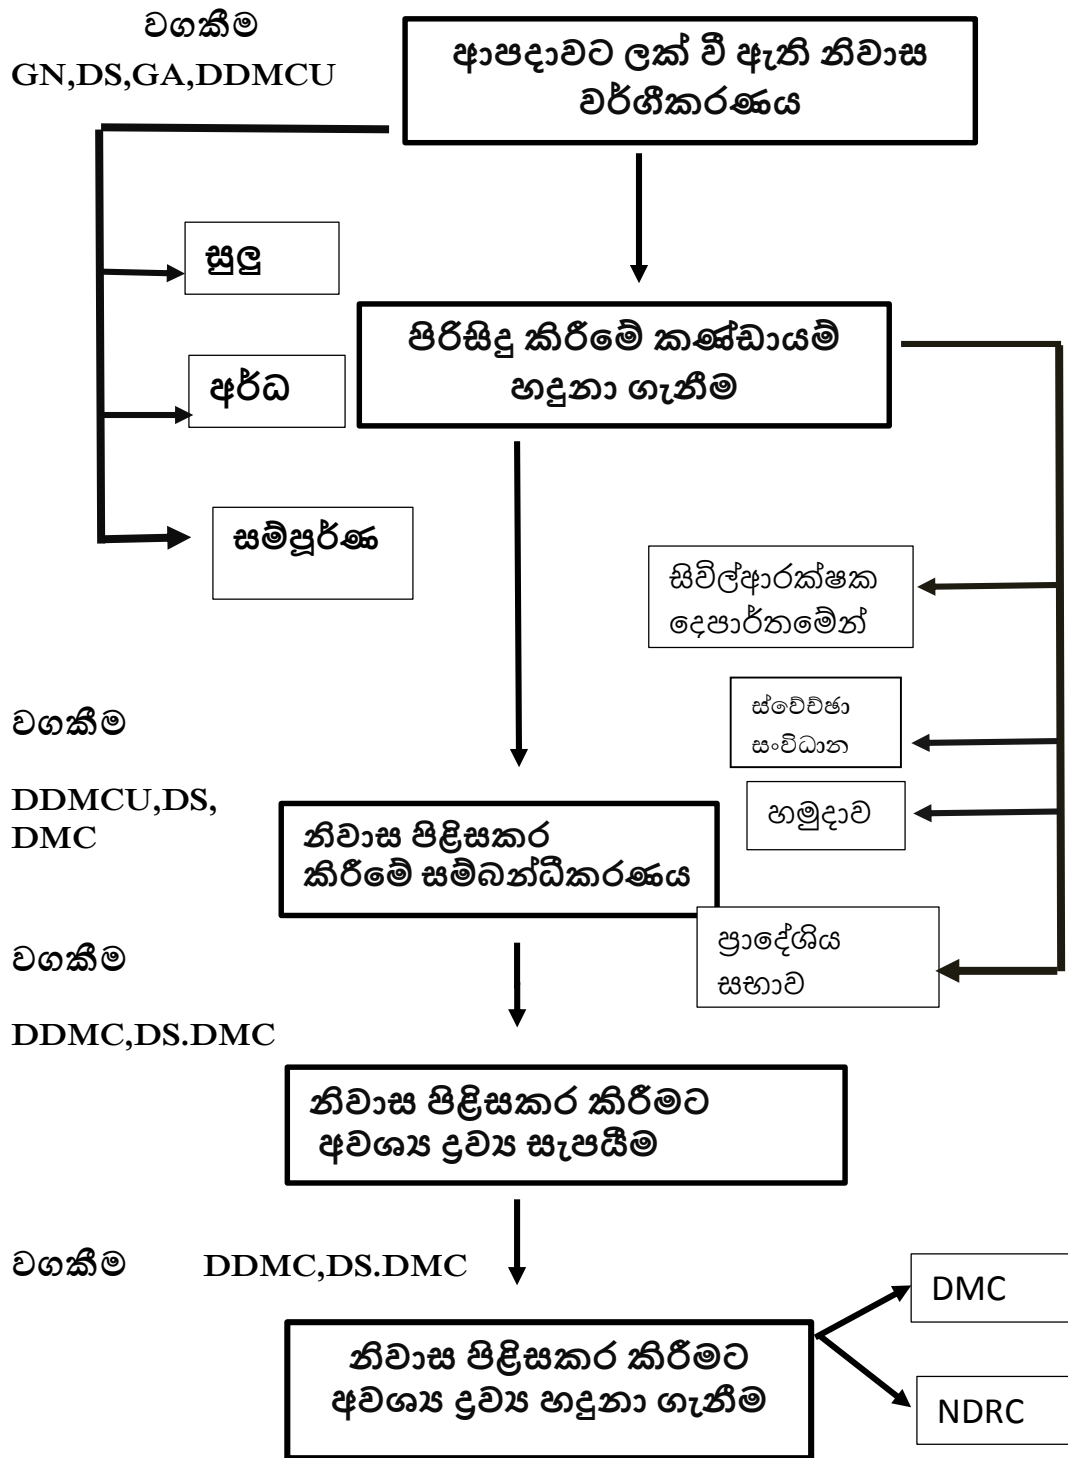 වගකීම
GN,DS,GA,DDMCU
ආපදාවට ලක් වී ඇති නිවාස
වර්ගීකරණය
සුලු
අර්ධ
සම්පූර්ණ
පිරිසිදු කිරීමේ කණ්ඩායම්
හදුනා ගැනීම
සිවිල්ආරක්ෂක
දෙපාර්තමේන්
ස්වේච්ඡා
සංවිධාන
හමුදාව
ප්‍රාදේශිය
සභාව
වගකීම
DDMCU,DS,
DMC
නිවාස පිළිසකර
කිරීමේ සම්බන්ධීකරණය
වගකීම
DDMC,DS.DMC
නිවාස පිළිසකර කිරීමට
අවශ්‍ය ද්‍රව්‍ය සැපයීම
වගකීම DDMC,DS.DMC
නිවාස පිළිසකර කිරීමට
අවශ්‍ය ද්‍රව්‍ය හදුනා ගැනීම
DMC
NDRC